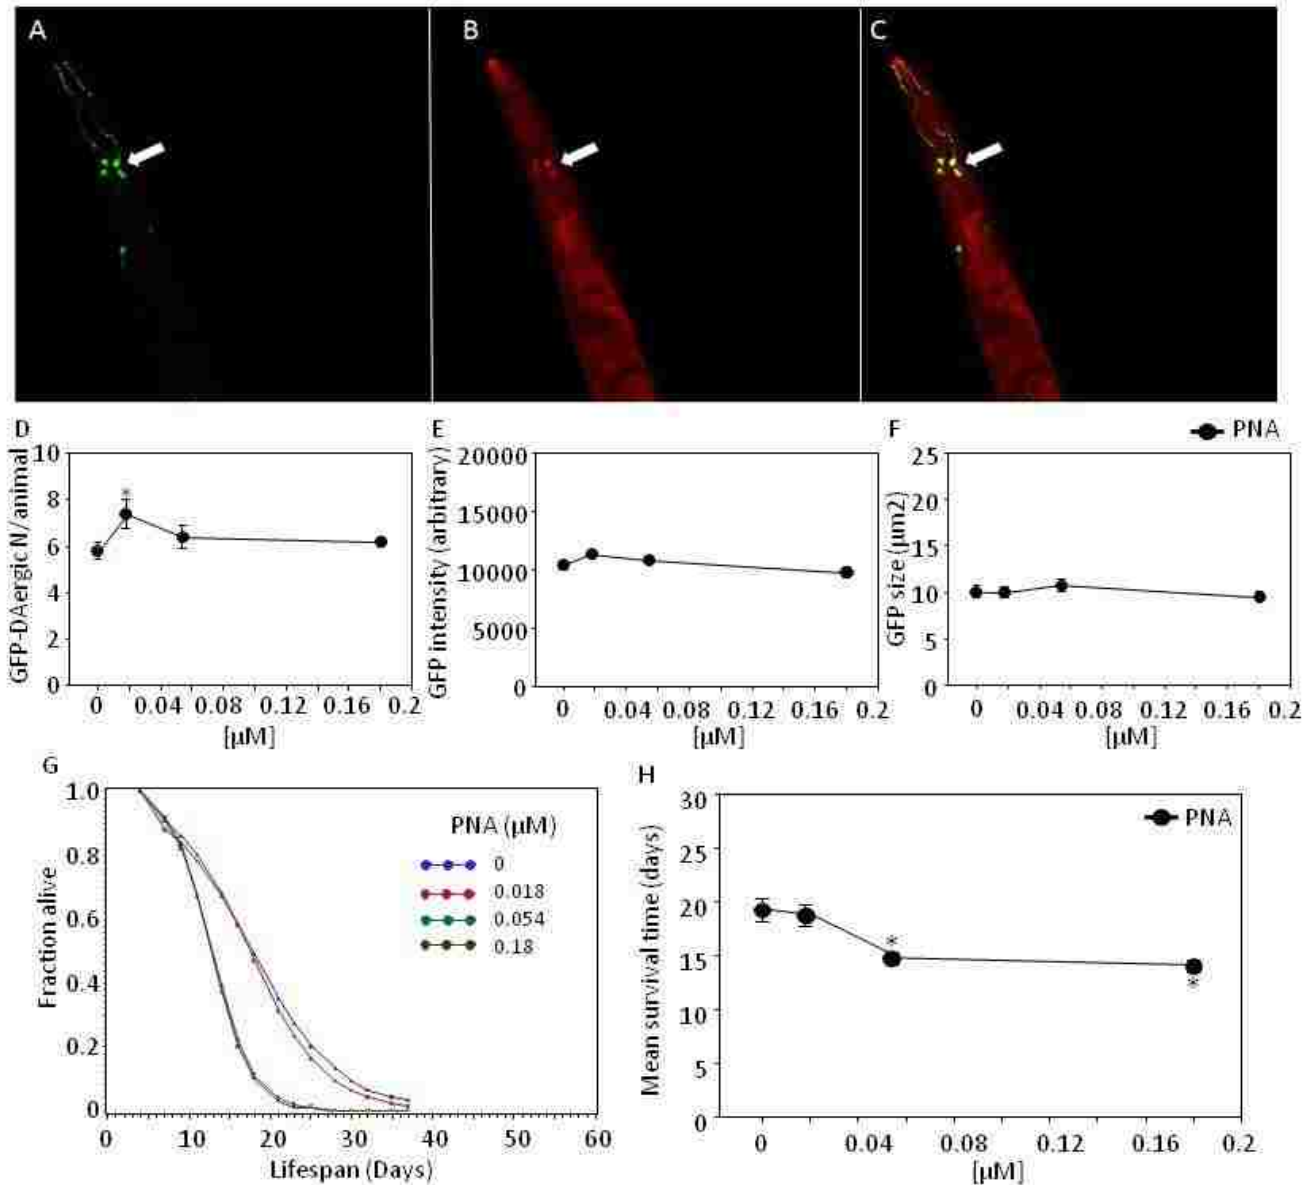 A B C
D E F PNA
GFP-DAergic N/ animal
10
8
6
4
2
0
*
0 0.04 0.08 0.12 0.16 0.2
[μM]
GFP intensity (arbitrary)
20000
15000
10000
5000
0
0 0.04 0.08 0.12 0.16 0.2
[μM]
GFP size (μm2)
25
20
15
10
5
0
0 0.04 0.08 0.12 0.16 0.2
[μM]
G
Fraction alive
1.0
0.8
0.6
0.4
0.2
0
PNA (μM)
0
0.018
0.054
0.18
0 10 20 30 40 50 60
Lifespan (Days)
H
Mean survival time (days)
30
25
20
15
10
5
0
PNA
*
*
0 0.04 0.08 0.12 0.16 0.2
[μM]